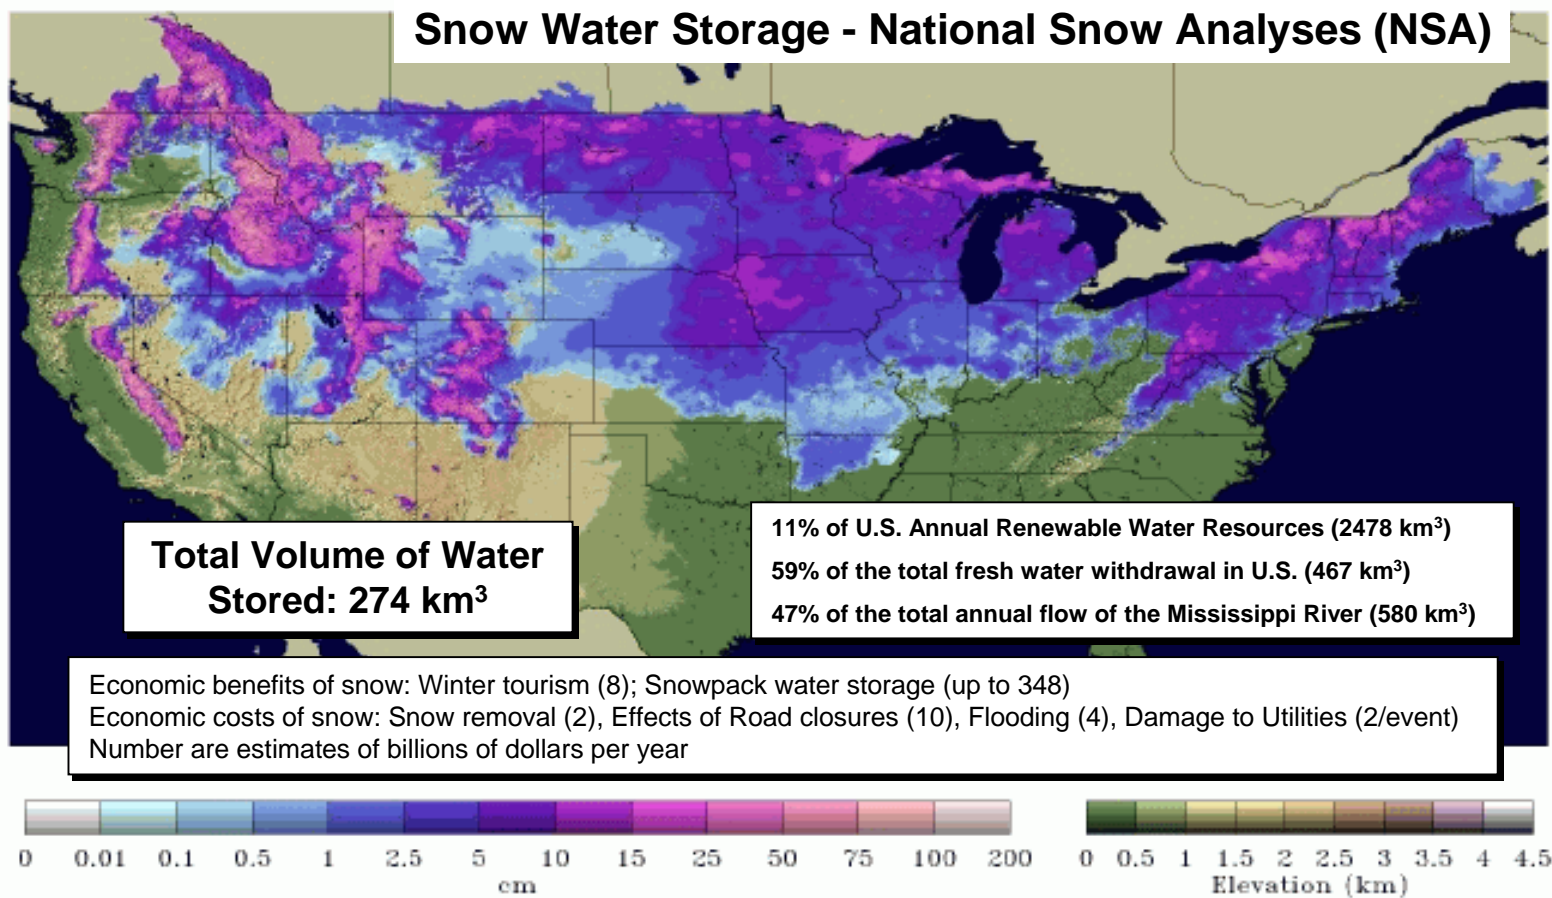 Snow Water Storage - National Snow Analyses (NSA)
Total Volume of Water
Stored: 274 km³
11% of U.S. Annual Renewable Water Resources (2478 km³)
59% of the total fresh water withdrawal in U.S. (467 km³)
47% of the total annual flow of the Mississippi River (580 km³)
Economic benefits of snow: Winter tourism (8); Snowpack water storage (up to 348)
Economic costs of snow: Snow removal (2), Effects of Road closures (10), Flooding (4), Damage to Utilities (2/event)
Number are estimates of billions of dollars per year
0 0.01 0.1 0.5 1 2.5 5 10 15 25 50 75 100 200
cm
0 0.5 1 1.5 2 2.5 3 3.5 4 4.5
Elevation (km)